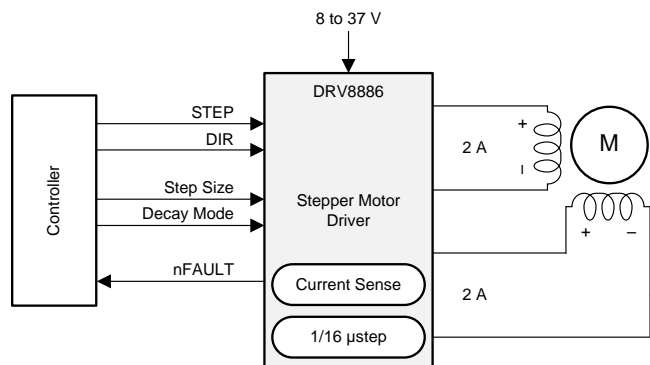 8 to 37 V
DRV8886
Controller
STEP
DIR
Step Size
Decay Mode
nFAULT
Stepper Motor
Driver
Current Sense
1/16 µstep
2 A
+
–
M
+ –
2 A